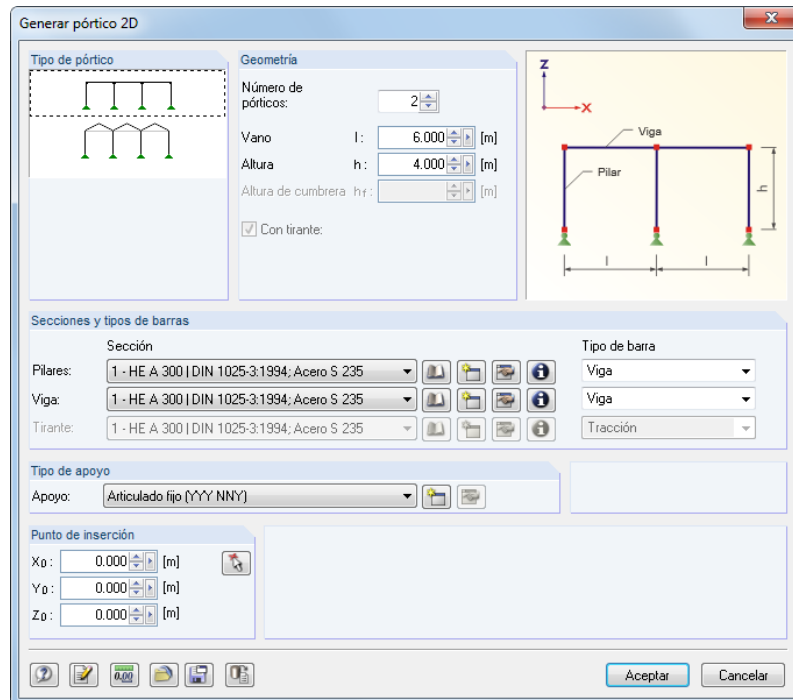 Generar pórtico 2D
Tipo de pórtico
Geometría
Número de
pórticos:
2
Vano l: 6.000 [m]
Altura h: 4.000 [m]
Altura de cumbrera hf: [m]
Con tirante:
Z
X
Viga
Pilar
h
l l
Secciones y tipos de barras
Sección Tipo de barra
Pilares: 1 - HE A 300 | DIN 1025-3:1994; Acero S 235 Viga
Viga: 1 - HE A 300 | DIN 1025-3:1994; Acero S 235 Viga
Tirante: 1 - HE A 300 | DIN 1025-3:1994; Acero S 235 Tracción
Tipo de apoyo
Apoyo: Articulado fijo (YYY NNY)
Punto de inserción
X0: 0.000 [m]
Y0: 0.000 [m]
Z0: 0.000 [m]
0.00
Aceptar Cancelar